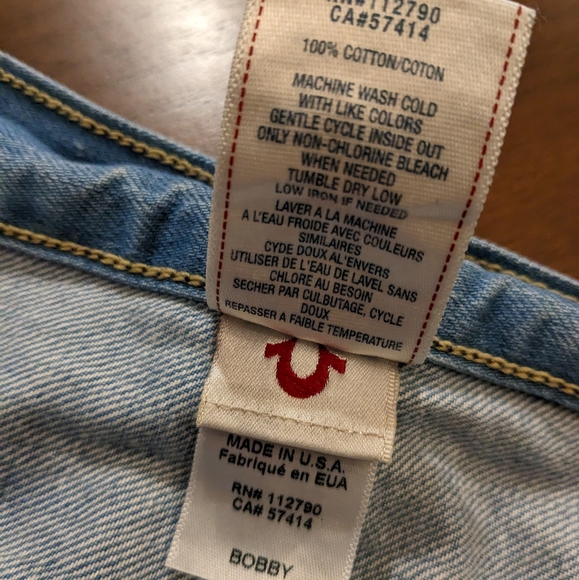 RN# 112790
CA#57414
100% COTTON/COTON
MACHINE WASH COLD
WITH LIKE COLORS
GENTLE CYCLE INSIDE OUT
ONLY NON-CHLORINE BLEACH
WHEN NEEDED
TUMBLE DRY LOW
LOW IRON IF NEEDED
LAVER A LA MACHINE
A L'EAU FROIDE AVEC COULEURS
SIMILAIRES
CYDE DOUX AL'ENVERS
UTILISER DE L'EAU DE LAVEL SANS
CHLORE AU BESOIN
SECHER PAR CULBUTAGE, CYCLE
DOUX
REPASSER A FAIBLE TEMPERATURE
MADE IN U.S.A.
Fabriqué en EUA
RN# 112790
CA# 57414
BOBBY